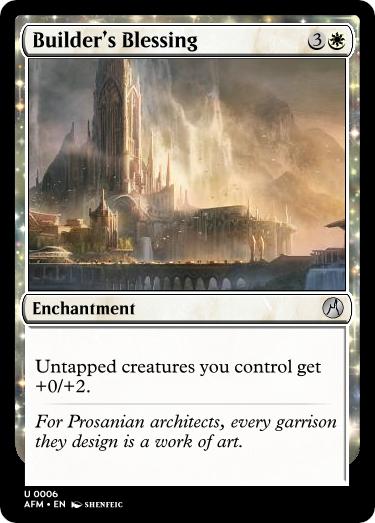 Builder's Blessing 3
Enchantment
Untapped creatures you control get
+0/+2.
For Prosanian architects, every garrison
they design is a work of art.
U 0006
AFM • EN SHENFEIC